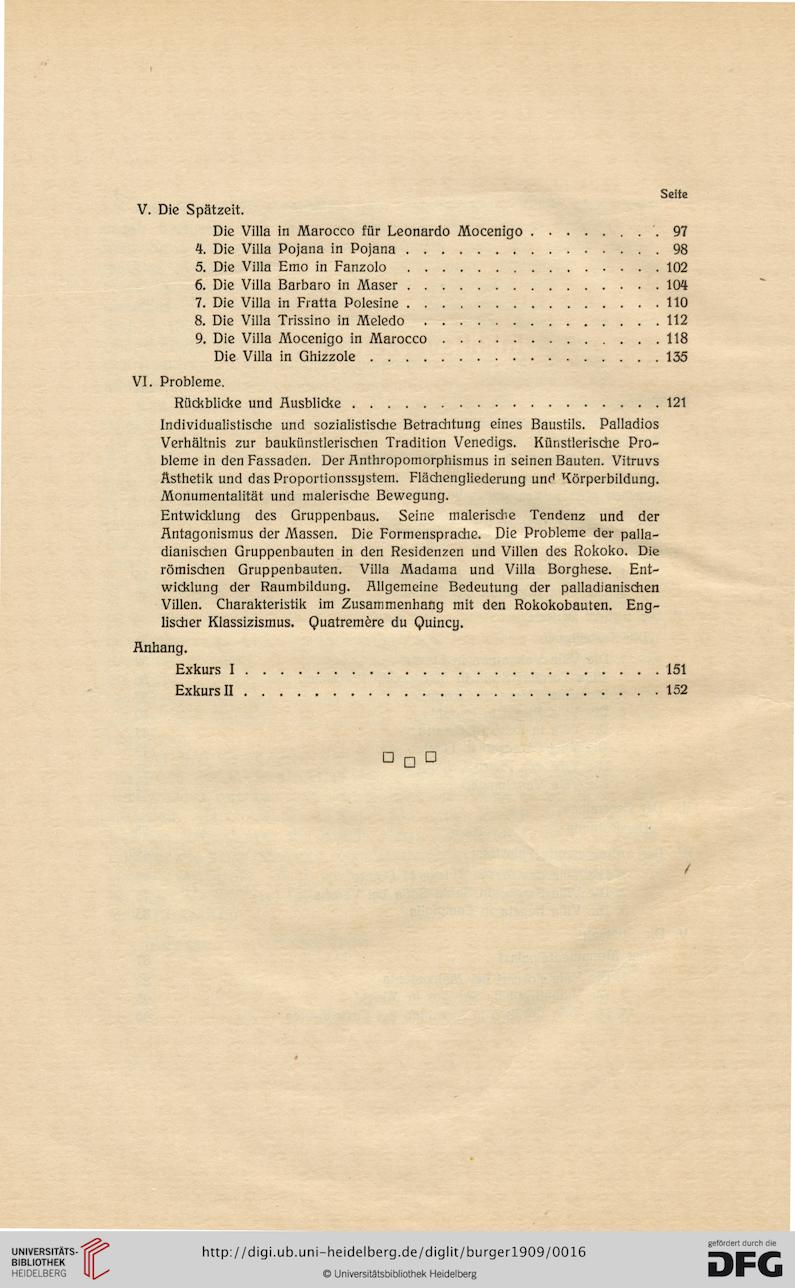 Seite
V. Die Spätzeit.
Die Villa in Marocco für Leonardo Mocenigo . . . . . . . . 97
4. Die Villa Pojana in Pojana . . . . . . . . . . . . . . . 98
5. Die Villa Emo in Fanzolo . . . . . . . . . . . . . . . 102
6. Die Villa Barbaro in Maser . . . . . . . . . . . . . . . 104
7. Die Villa in Fratta Polesine . . . . . . . . . . . . . . . 110
8. Die Villa Trissino in Meledo . . . . . . . . . . . . . . 112
9. Die Villa Mocenigo in Marocco . . . . . . . . . . . . . 118
Die Villa in Ghizzole . . . . . . . . . . . . . . . . . 135
VI. Probleme.
Rückblicke und Ausblicke . . . . . . . . . . . . . . . . . . 121
Individualistische und sozialistische Betrachtung eines Baustils. Palladios
Verhältnis zur baukünstlerischen Tradition Venedigs. Künstlerische Pro-
bleme in den Fassaden. Der Anthropomorphismus in seinen Bauten. Vitruvs
Ästhetik und das Proportionssystem. Flächengliederung und Körperbildung.
Monumentalität und malerische Bewegung.
Entwicklung des Gruppenbaus. Seine malerische Tendenz und der
Antagonismus der Massen. Die Formensprache. Die Probleme der palla-
dianischen Gruppenbauten in den Residenzen und Villen des Rokoko. Die
römischen Gruppenbauten. Villa Madama und Villa Borghese. Ent-
wicklung der Raumbildung. Allgemeine Bedeutung der palladianischen
Villen. Charakteristik im Zusammenhang mit den Rokokobauten. Eng-
lischer Klassizismus. Quatremère du Quincy.
Anhang.
Exkurs I . . . . . . . . . . . . . . . . . . . . . . . . 151
Exkurs II . . . . . . . . . . . . . . . . . . . . . . . . 152
UNIVERSITÄTS-
BIBLIOTHEK
HEIDELBERG
http://digi.ub.uni-heidelberg.de/diglit/burger1909/0016
© Universitätsbibliothek Heidelberg
gefördert durch die
DFG